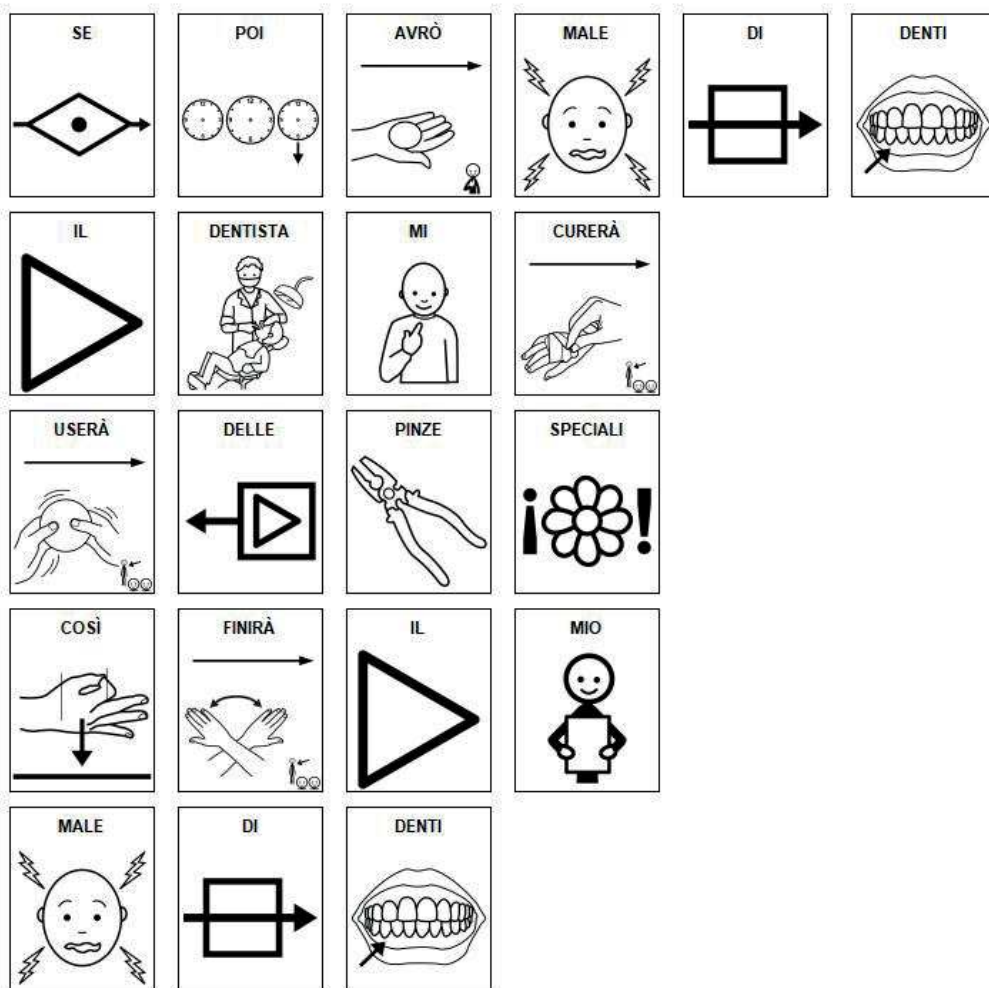 SE POI AVRÒ MALE DI DENTI
IL DENTISTA MI CURERÀ
USERÀ DELLE PINZE SPECIALI
COSÌ FINIRÀ IL MIO
MALE DI DENTI